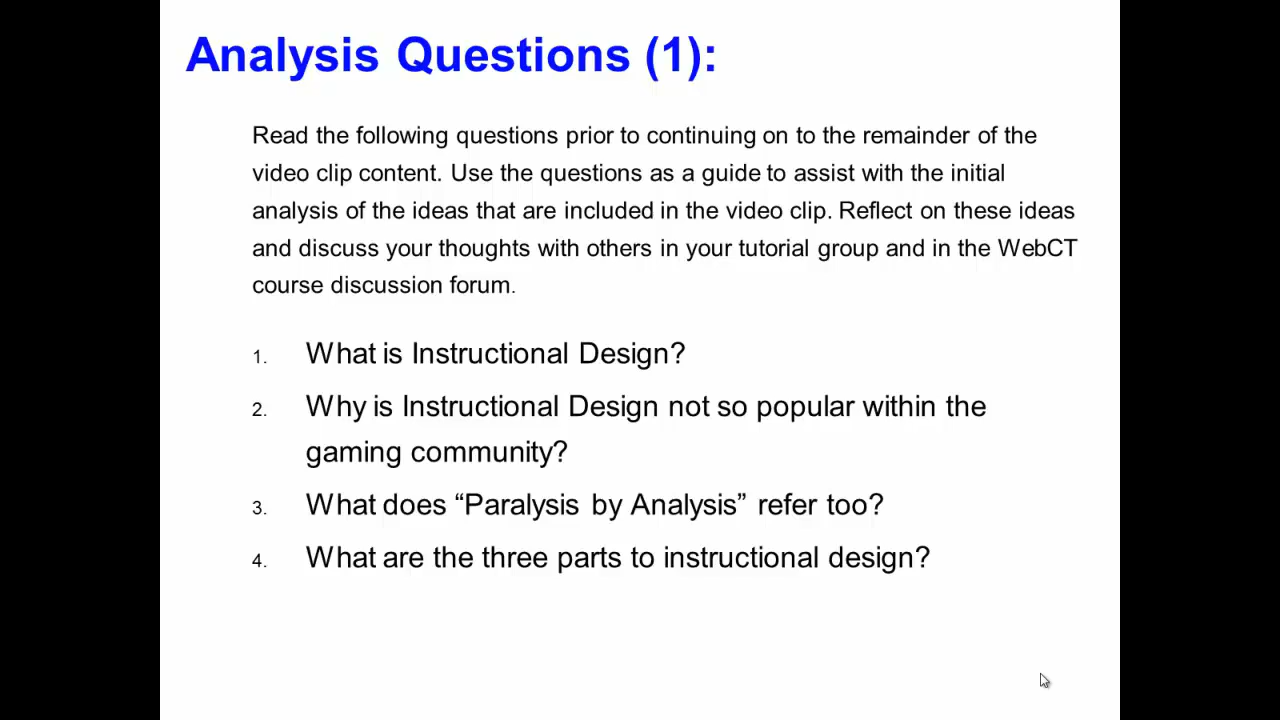 Analysis Questions (1):
Read the following questions prior to continuing on to the remainder of the
video clip content. Use the questions as a guide to assist with the initial
analysis of the ideas that are included in the video clip. Reflect on these ideas
and discuss your thoughts with others in your tutorial group and in the WebCT
course discussion forum.
1. What is Instructional Design?
2. Why is Instructional Design not so popular within the
gaming community?
3. What does “Paralysis by Analysis” refer too?
4. What are the three parts to instructional design?